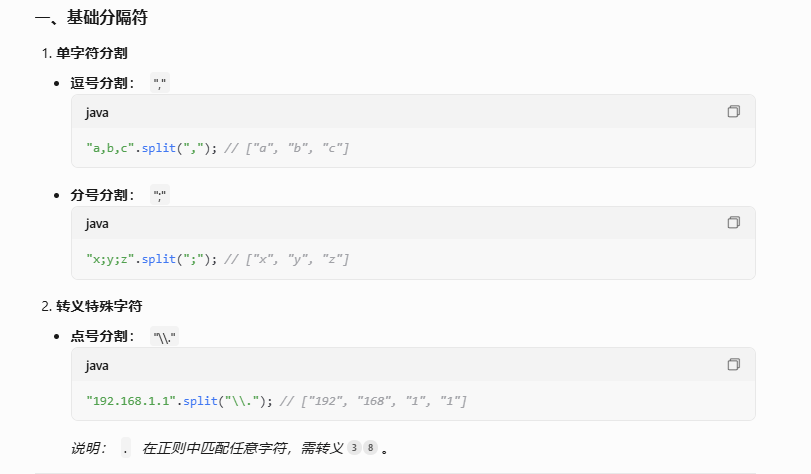 一、基础分隔符
1. 单字符分割
• 逗号分割： ","
java
"a,b,c".split(","); // ["a", "b", "c"]
• 分号分割： ";"
java
"x;y;z".split(";"); // ["x", "y", "z"]
2. 转义特殊字符
• 点号分割： "\\."
java
"192.168.1.1".split("\\."); // ["192", "168", "1", "1"]
说明： . 在正则中匹配任意字符，需转义 3 8 。